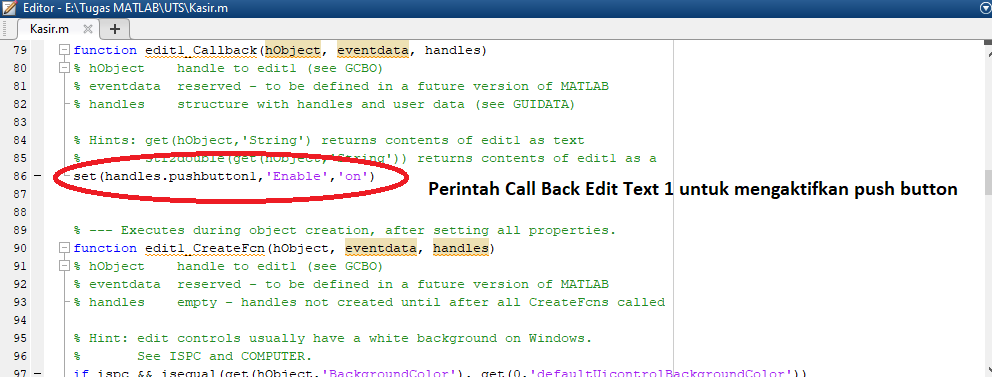 Editor - E:\Tugas MATLAB\UTS\Kasir.m
Kasir.m
79 function edit1_Callback(hObject, eventdata, handles)
80 % hObject    handle to edit1 (see GCBO)
81 % eventdata  reserved - to be defined in a future version of MATLAB
82 % handles    structure with handles and user data (see GUIDATA)
83
84 % Hints: get(hObject,'String') returns contents of edit1 as text
85 %        str2double(get(hObject,'String')) returns contents of edit1 as a
86 set(handles.pushbutton1,'Enable','on')
Perintah Call Back Edit Text 1 untuk mengaktifkan push button
87
88
89 % --- Executes during object creation, after setting all properties.
90 function edit1_CreateFcn(hObject, eventdata, handles)
91 % hObject    handle to edit1 (see GCBO)
92 % eventdata  reserved - to be defined in a future version of MATLAB
93 % handles    empty - handles not created until after all CreateFcns called
94
95 % Hint: edit controls usually have a white background on Windows.
96 %       See ISPC and COMPUTER.
97 if ispc && isequal(get(hObject,'BackgroundColor'), get(0,'defaultUicontrolBackgroundColor'))